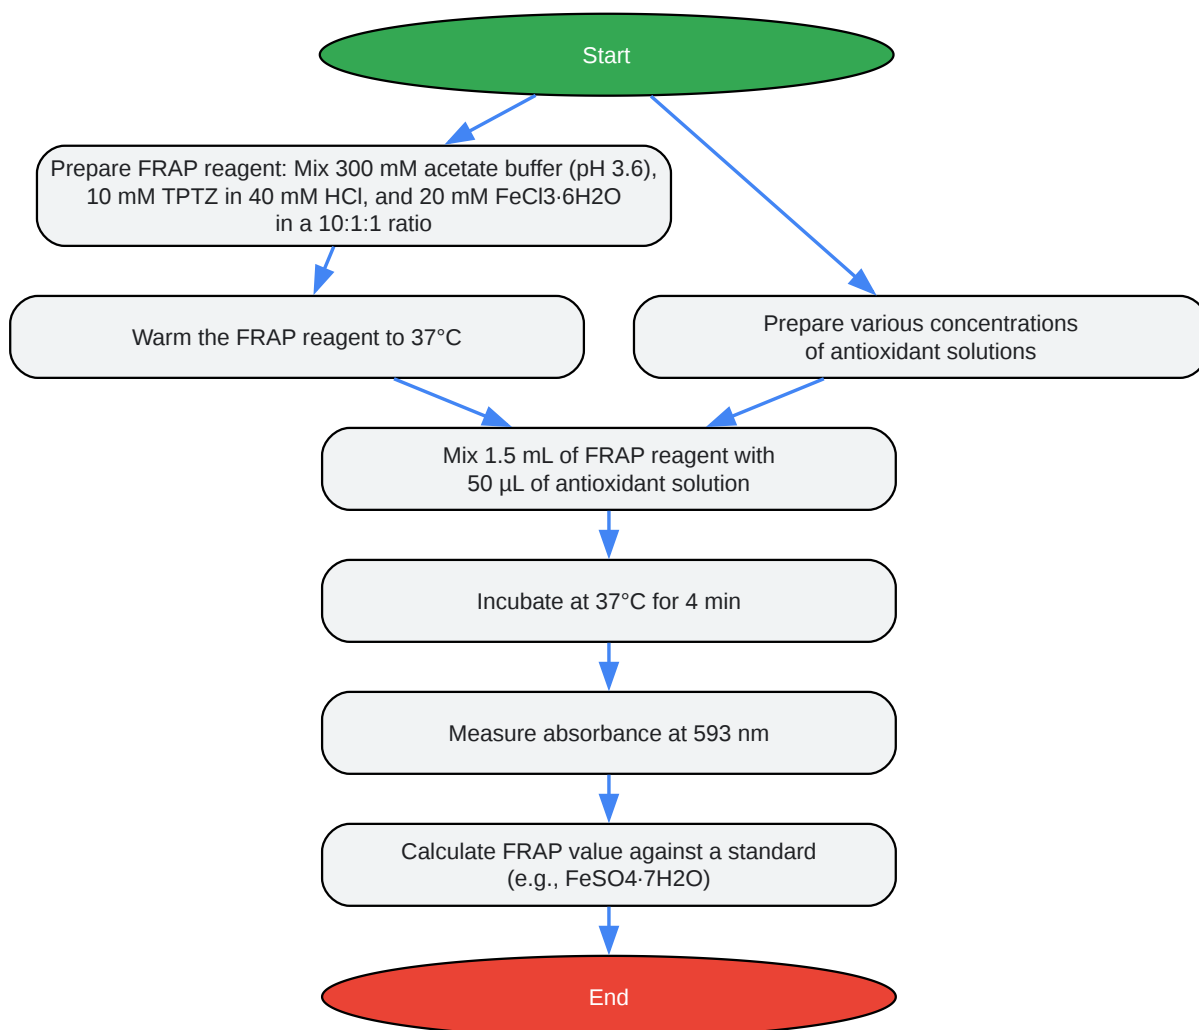 Start
Prepare FRAP reagent: Mix 300 mM acetate buffer (pH 3.6),
10 mM TPTZ in 40 mM HCl, and 20 mM FeCl3·6H2O
in a 10:1:1 ratio
Warm the FRAP reagent to 37°C
Prepare various concentrations
of antioxidant solutions
Mix 1.5 mL of FRAP reagent with
50 µL of antioxidant solution
Incubate at 37°C for 4 min
Measure absorbance at 593 nm
Calculate FRAP value against a standard
(e.g., FeSO4·7H2O)
End